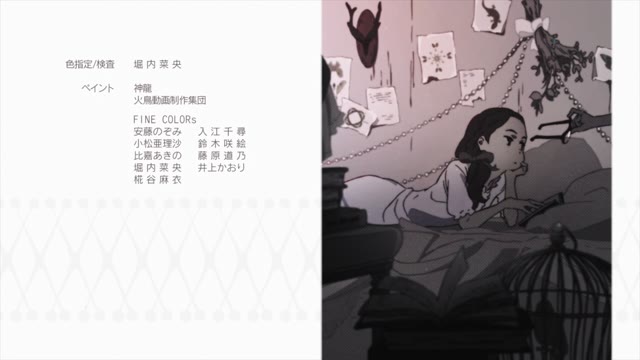 色指定/検査 堀内菜央
ペイント 神龍
火鳥動画制作集団
FINE COLORs
安藤のぞみ 入江千尋
小松亜理沙 鈴木咲絵
比嘉あきの 藤原道乃
堀内菜央 井上かおり
椛谷麻衣